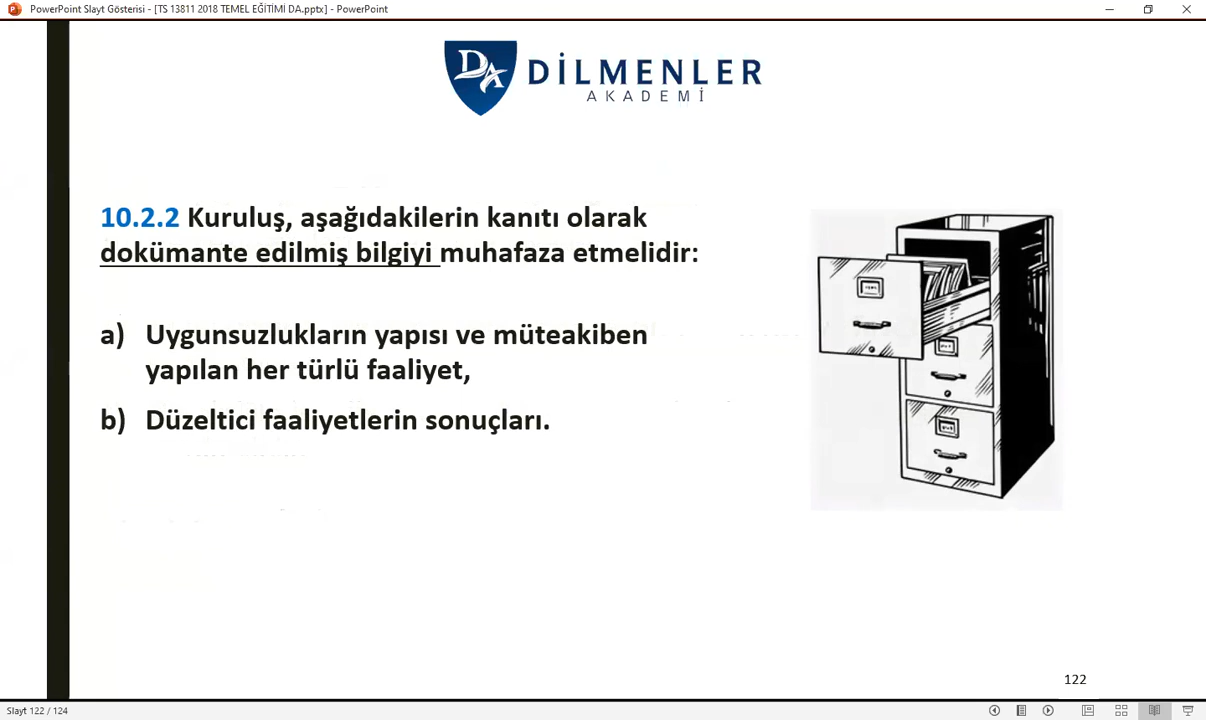 PowerPoint Slayt Gösterisi - [TS 13811 2018 TEMEL EĞİTİMİ DA.pptx] - PowerPoint
DA DİLMENLER
AKADEMİ
10.2.2 Kuruluş, aşağıdakilerin kanıtı olarak
dokümante edilmiş bilgiyi muhafaza etmelidir:
a) Uygunsuzlukların yapısı ve müteakiben
yapılan her türlü faaliyet,
b) Düzeltici faaliyetlerin sonuçları.
122
Slayt 122 / 124